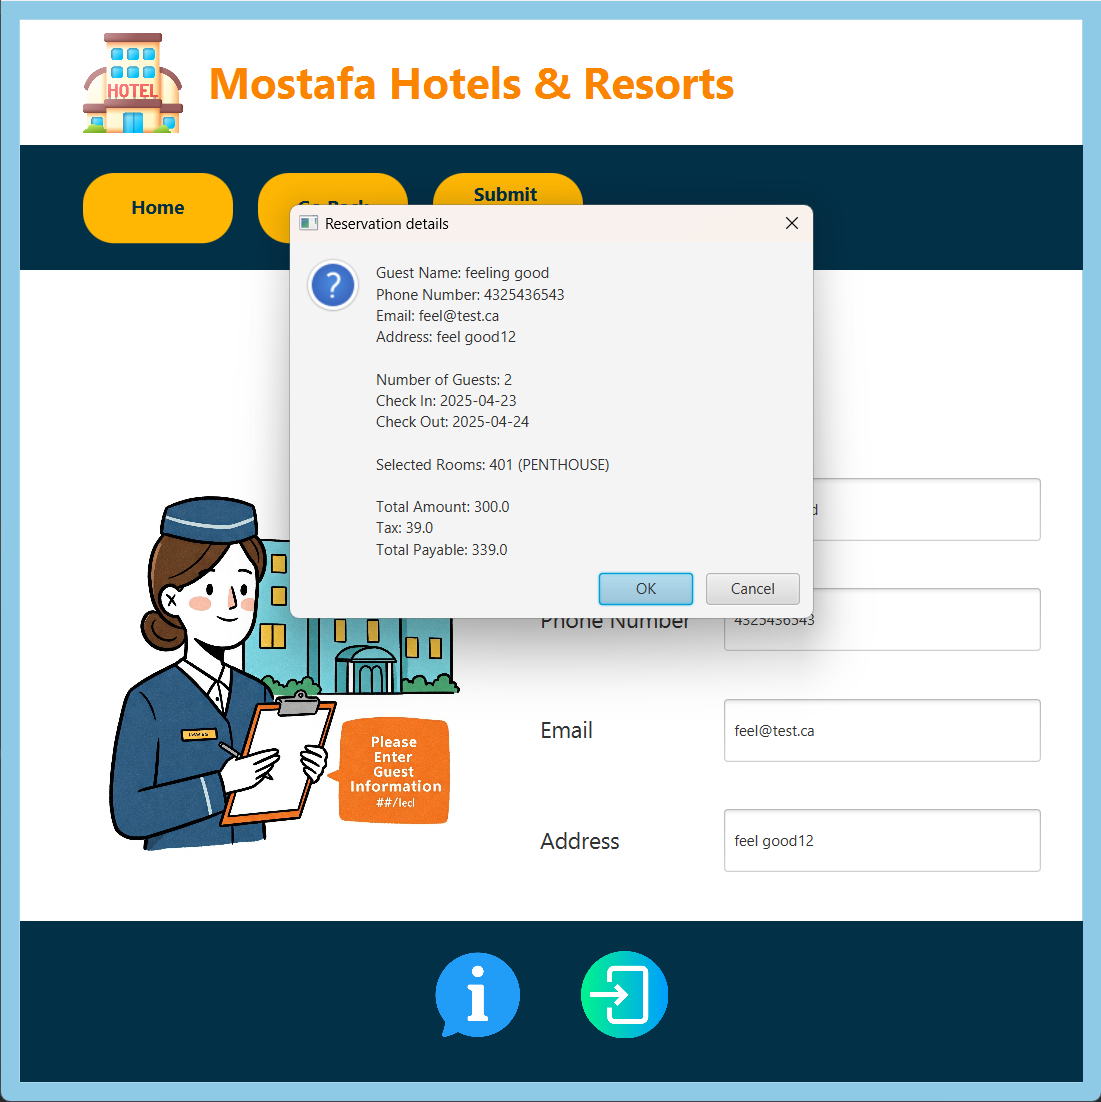 HOTEL
Mostafa Hotels & Resorts
Home
Go Back
Submit
Reservation details
Guest Name: feeling good
Phone Number: 4325436543
Email: feel@test.ca
Address: feel good12
Number of Guests: 2
Check In: 2025-04-23
Check Out: 2025-04-24
Selected Rooms: 401 (PENTHOUSE)
Total Amount: 300.0
Tax: 39.0
Total Payable: 339.0
OK
Cancel
d
Phone Number
4325436543
Email
feel@test.ca
Address
feel good12
Please
Enter
Guest
Information
##/lecl